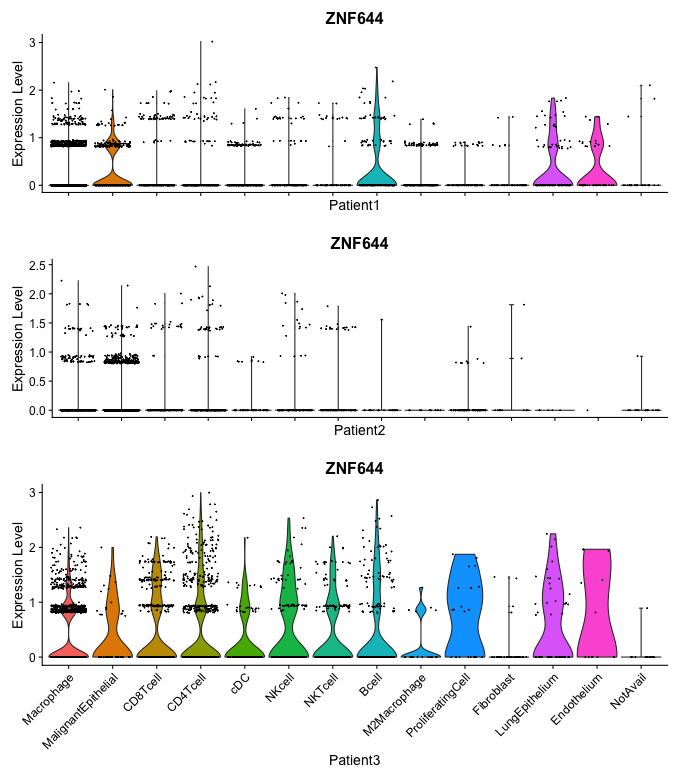 ZNF644
Expression Level
3
2
1
0
Patient1
ZNF644
Expression Level
2.5
2.0
1.5
1.0
0.5
0.0
Patient2
ZNF644
Expression Level
3
2
1
0
Macrophage
MalignantEpithelial
CD8Tcell
CD4Tcell
cDC
NKcell
NKTcell
Bcell
M2Macrophage
ProliferatingCell
Fibroblast
LungEpithelium
Endothelium
NotAvail
Patient3